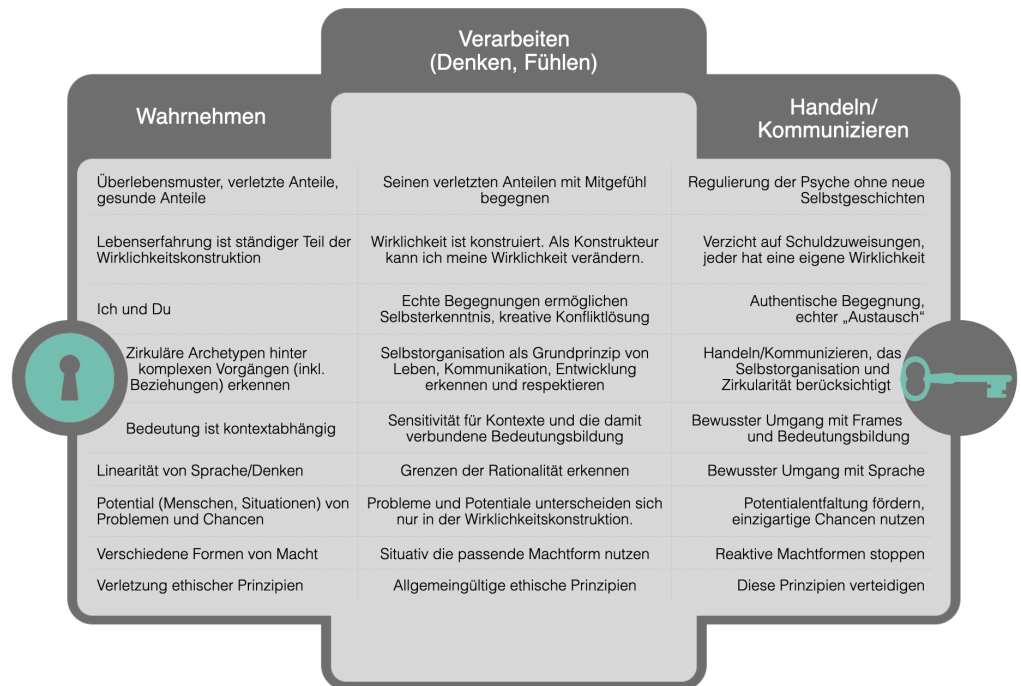 Verarbeiten
(Denken, Fühlen)
Wahrnehmen
Handeln/
Kommunizieren
Überlebensmuster, verletzte Anteile,
gesunde Anteile
Seinen verletzten Anteilen mit Mitgefühl
begegnen
Regulierung der Psyche ohne neue
Selbstgeschichten
Lebenserfahrung ist ständiger Teil der
Wirklichkeitskonstruktion
Wirklichkeit ist konstruiert. Als Konstrukteur
kann ich meine Wirklichkeit verändern.
Verzicht auf Schuldzuweisungen,
jeder hat eine eigene Wirklichkeit
Ich und Du
Echte Begegnungen ermöglichen
Selbsterkenntnis, kreative Konfliktlösung
Authentische Begegnung,
echter „Austausch“
Zirkuläre Archetypen hinter
komplexen Vorgängen (inkl.
Beziehungen) erkennen
Selbstorganisation als Grundprinzip von
Leben, Kommunikation, Entwicklung
erkennen und respektieren
Handeln/Kommunizieren, das
Selbstorganisation und
Zirkularität berücksichtigt
Bedeutung ist kontextabhängig
Sensitivität für Kontexte und die damit
verbundene Bedeutungsbildung
Bewusster Umgang mit Frames
und Bedeutungsbildung
Linearität von Sprache/Denken
Grenzen der Rationalität erkennen
Bewusster Umgang mit Sprache
Potential (Menschen, Situationen) von
Problemen und Chancen
Probleme und Potentiale unterscheiden sich
nur in der Wirklichkeitskonstruktion.
Potentialentfaltung fördern,
einzigartige Chancen nutzen
Verschiedene Formen von Macht
Situativ die passende Machtform nutzen
Reaktive Machtformen stoppen
Verletzung ethischer Prinzipien
Allgemeingültige ethische Prinzipien
Diese Prinzipien verteidigen